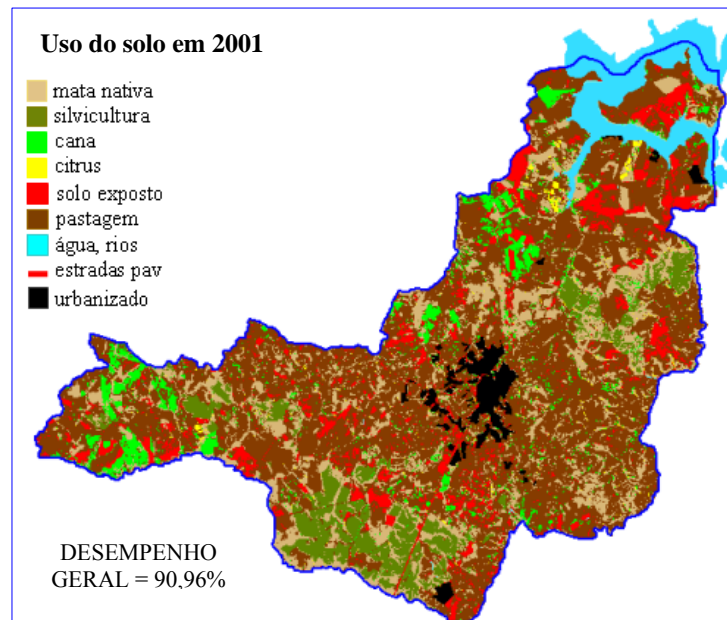 Uso do solo em 2001
mata nativa
silvicultura
cana
citrus
solo exposto
pastagem
água, rios
estradas pav
urbanizado
DESEMPENHO
GERAL = 90,96%